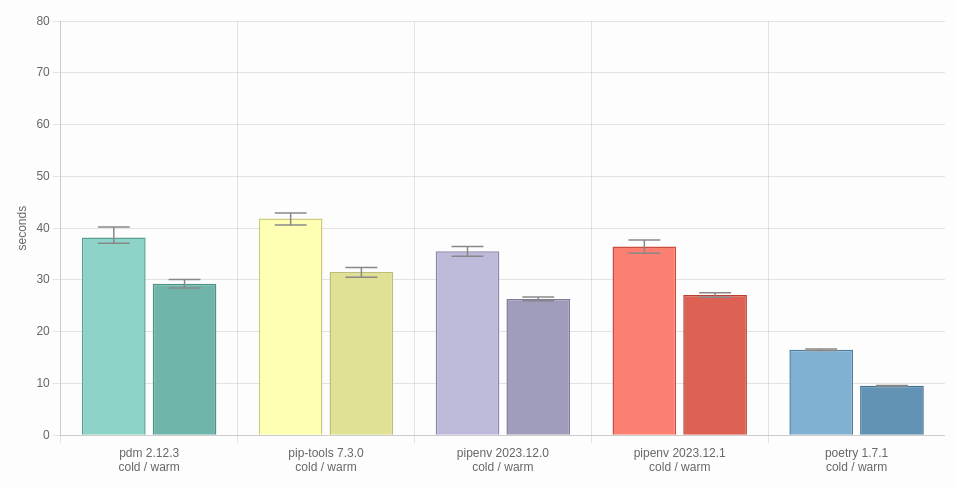 80
70
60
50
40
30
20
10
0
seconds
pdm 2.12.3
cold / warm
pip-tools 7.3.0
cold / warm
pipenv 2023.12.0
cold / warm
pipenv 2023.12.1
cold / warm
poetry 1.7.1
cold / warm